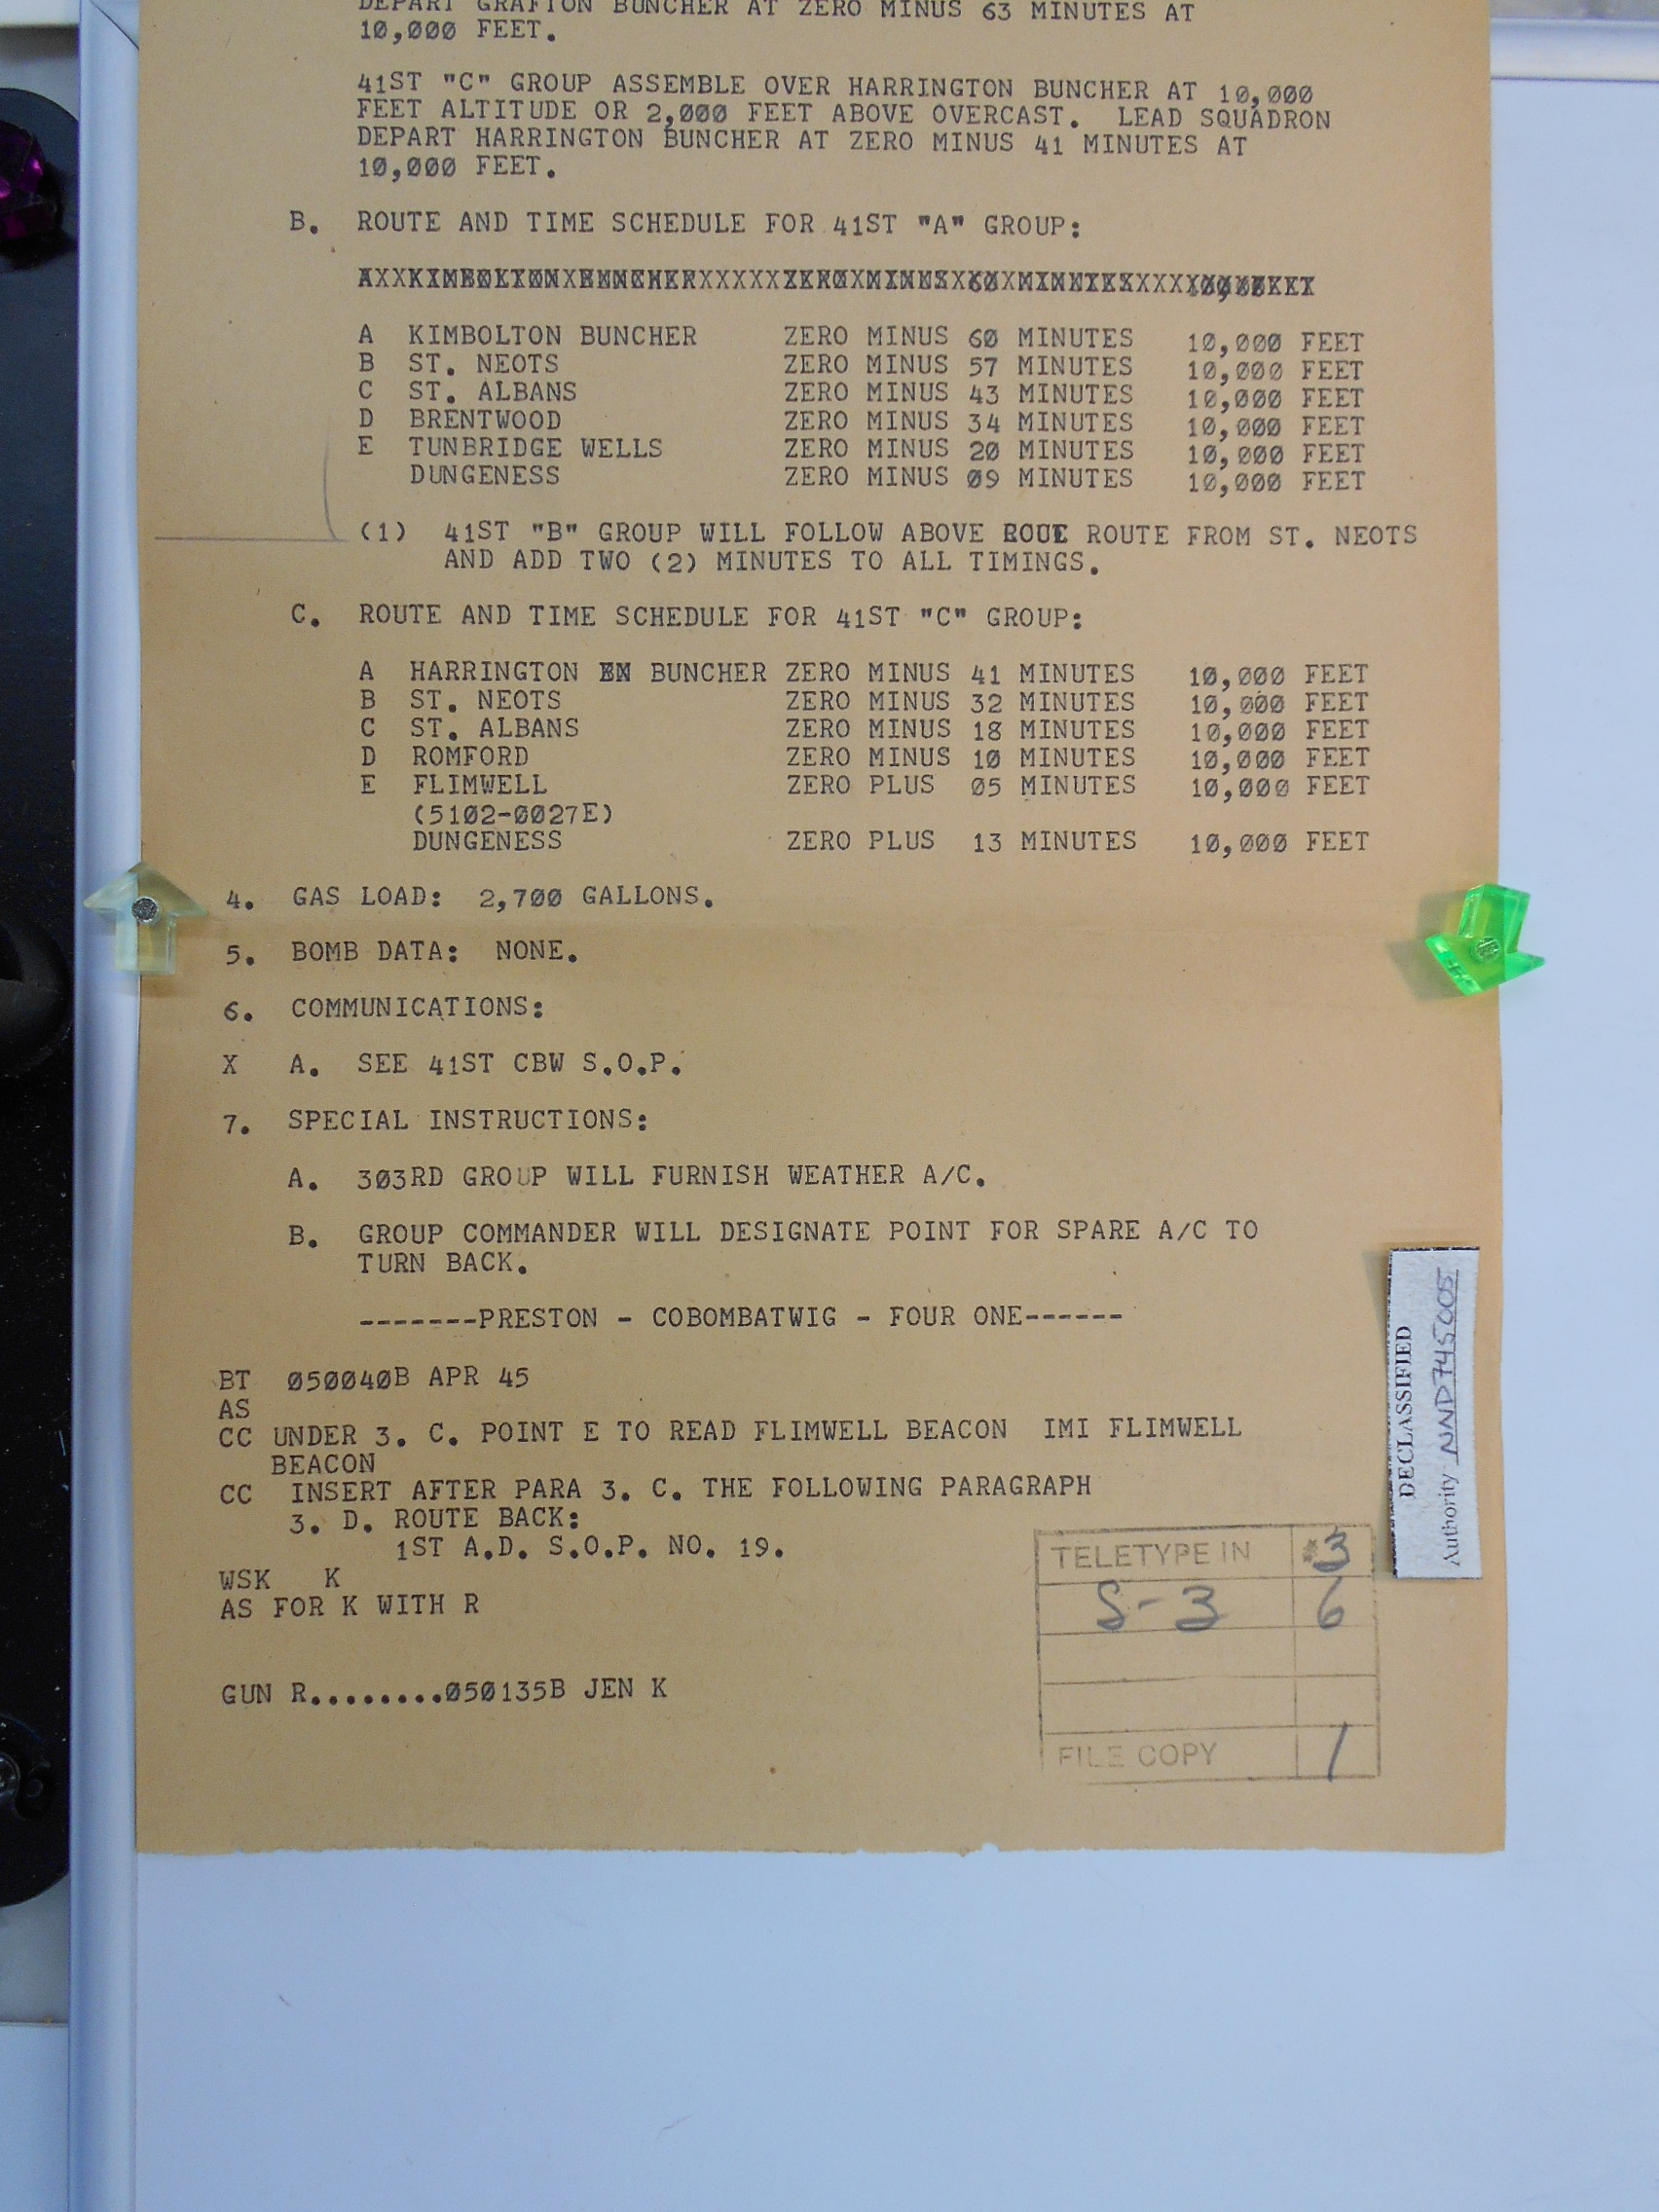 DEPART GRAFTON BUNCHER AT ZERO MINUS 63 MINUTES AT
10,000 FEET.
41ST "C" GROUP ASSEMBLE OVER HARRINGTON BUNCHER AT 10,000
FEET ALTITUDE OR 2,000 FEET ABOVE OVERCAST. LEAD SQUADRON
DEPART HARRINGTON BUNCHER AT ZERO MINUS 41 MINUTES AT
10,000 FEET.
B. ROUTE AND TIME SCHEDULE FOR 41ST "A" GROUP:
A KIMBOLTON BUNCHER ZERO MINUS 60 MINUTES 10,000 FEET
B ST. NEOTS ZERO MINUS 57 MINUTES 10,000 FEET
C ST. ALBANS ZERO MINUS 43 MINUTES 10,000 FEET
D BRENTWOOD ZERO MINUS 34 MINUTES 10,000 FEET
E TUNBRIDGE WELLS ZERO MINUS 20 MINUTES 10,000 FEET
DUNGENESS ZERO MINUS 09 MINUTES 10,000 FEET
(1) 41ST "B" GROUP WILL FOLLOW ABOVE ROUTE FROM ST. NEOTS
AND ADD TWO (2) MINUTES TO ALL TIMINGS.
C. ROUTE AND TIME SCHEDULE FOR 41ST "C" GROUP:
A HARRINGTON BUNCHER ZERO MINUS 41 MINUTES 10,000 FEET
B ST. NEOTS ZERO MINUS 32 MINUTES 10,000 FEET
C ST. ALBANS ZERO MINUS 18 MINUTES 10,000 FEET
D ROMFORD ZERO MINUS 10 MINUTES 10,000 FEET
E FLIMWELL ZERO PLUS 05 MINUTES 10,000 FEET
(5102-0027E)
DUNGENESS ZERO PLUS 13 MINUTES 10,000 FEET
4. GAS LOAD: 2,700 GALLONS.
5. BOMB DATA: NONE.
6. COMMUNICATIONS:
X A. SEE 41ST CBW S.O.P.
7. SPECIAL INSTRUCTIONS:
A. 303RD GROUP WILL FURNISH WEATHER A/C.
B. GROUP COMMANDER WILL DESIGNATE POINT FOR SPARE A/C TO
TURN BACK.
-------PRESTON - COBOMBATWIG - FOUR ONE------
BT 050040B APR 45
AS
CC UNDER 3. C. POINT E TO READ FLIMWELL BEACON IMI FLIMWELL
BEACON
CC INSERT AFTER PARA 3. C. THE FOLLOWING PARAGRAPH
3. D. ROUTE BACK:
1ST A.D. S.O.P. NO. 19.
WSK K
AS FOR K WITH R
GUN R........050135B JEN K
TELETYPE IN #3
S-3 6
FILE COPY 1
DECLASSIFIED
Authority NND745005